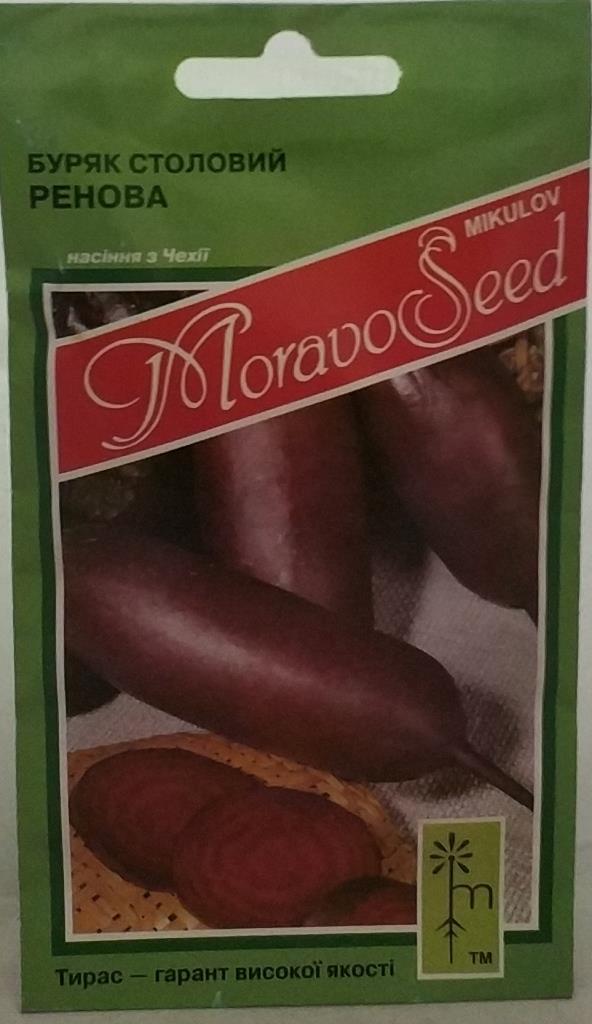 БУРЯК СТОЛОВИЙ
РЕНОВА
насіння з Чехії
MIKULOV
MoravoSeed
m
TM
Тирас — гарант високої якості